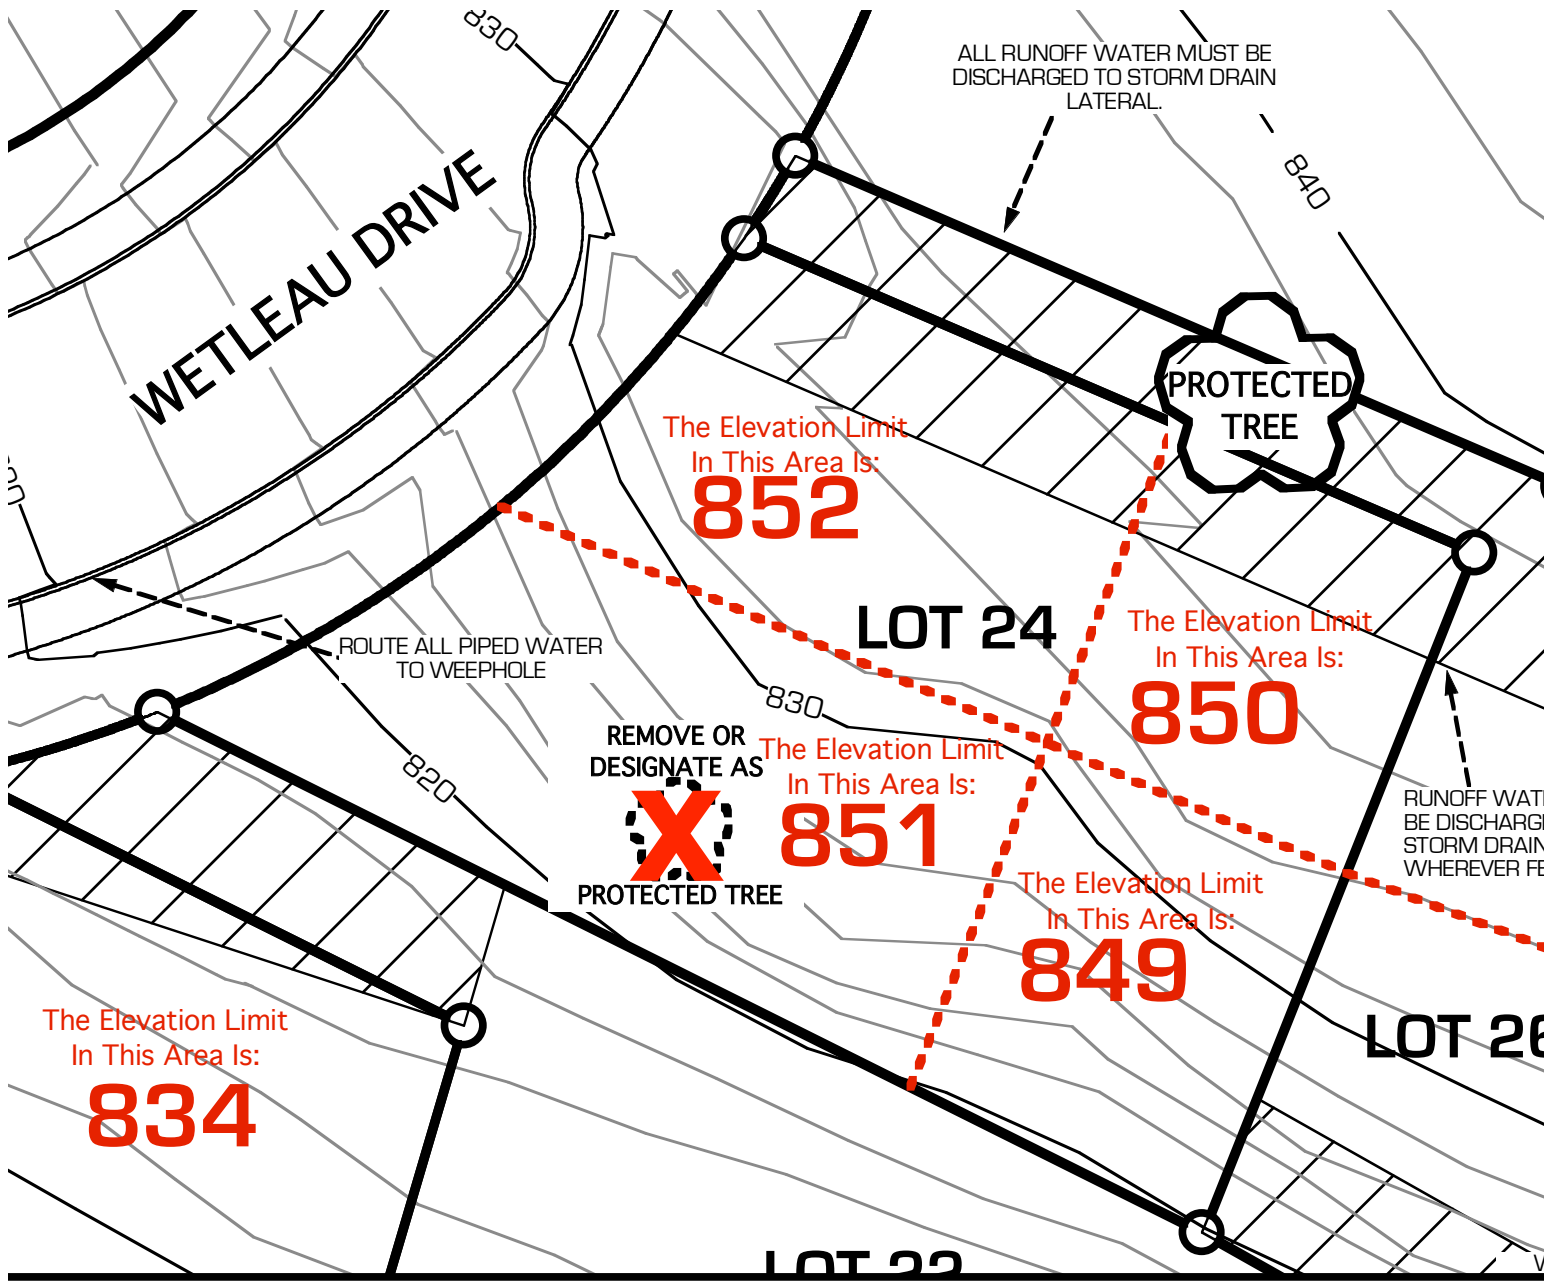 830
ALL RUNOFF WATER MUST BE
DISCHARGED TO STORM DRAIN
LATERAL.
840
WETLEAU DRIVE
PROTECTED
TREE
The Elevation Limit
In This Area Is:
852
LOT 24
The Elevation Limit
In This Area Is:
850
ROUTE ALL PIPED WATER
TO WEEPHOLE
830
820
REMOVE OR
DESIGNATE AS
X
PROTECTED TREE
The Elevation Limit
In This Area Is:
851
RUNOFF
BE
STORM DRAIN
WHEREVER
The Elevation Limit
In This Area Is:
849
The Elevation Limit
In This Area Is:
834
LOT 26
LOT